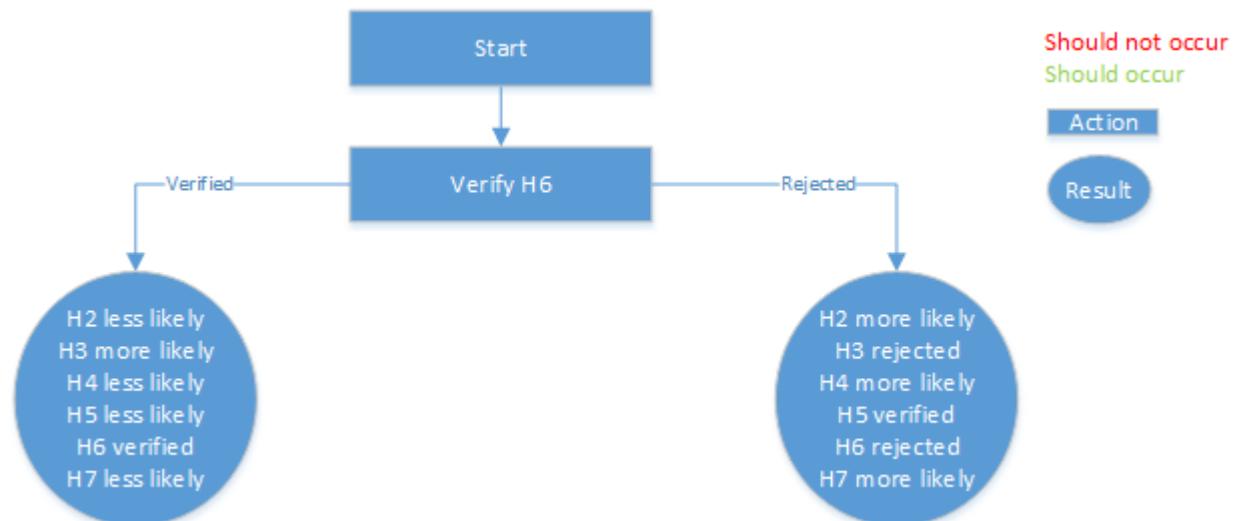 Start
Should not occur
Should occur
Action
Verified
Verify H6
Rejected
Result
H2 less likely
H3 more likely
H4 less likely
H5 less likely
H6 verified
H7 less likely
H2 more likely
H3 rejected
H4 more likely
H5 verified
H6 rejected
H7 more likely